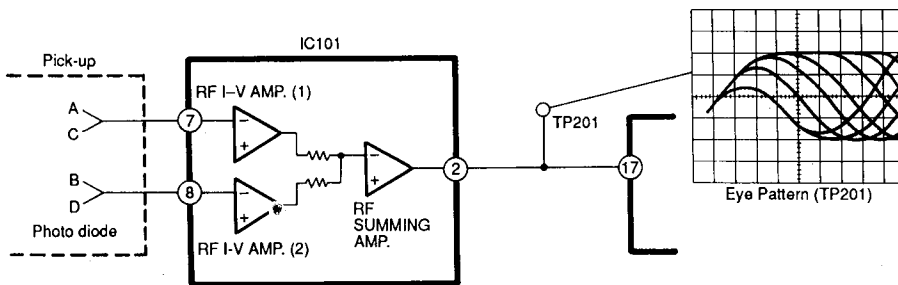 IC101
Pick-up
RF I-V AMP. (1)
A
C
7
TP201
B
D
8
2
17
Photo diode
RF I-V AMP. (2)
RF
SUMMING
AMP.
Eye Pattern (TP201)